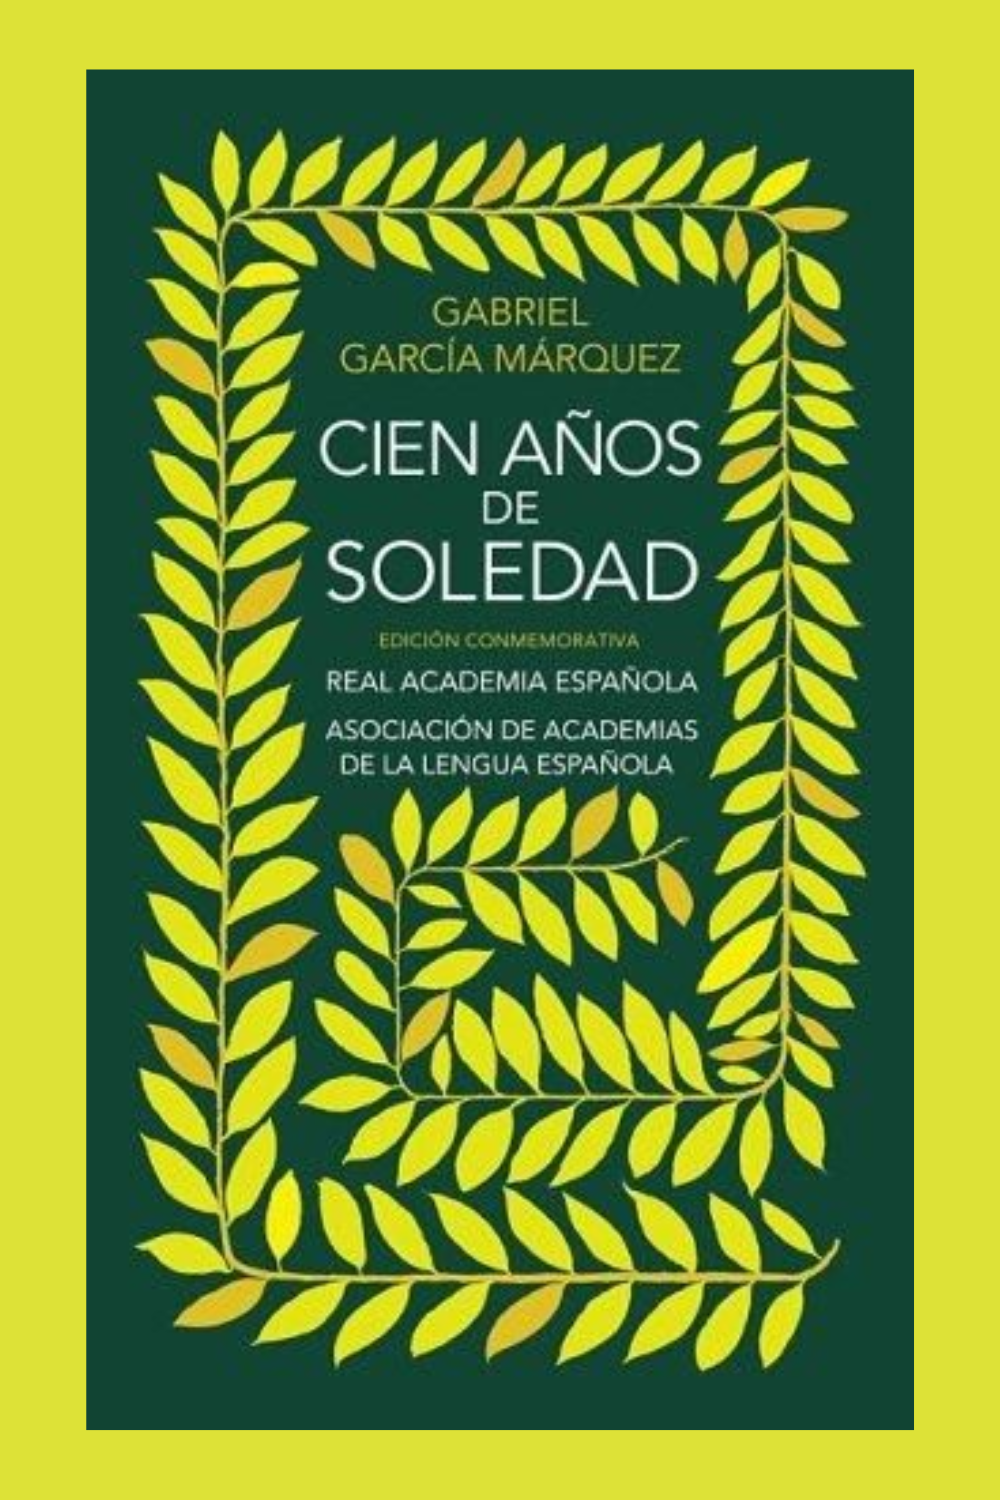 GABRIEL
GARCÍA MÁRQUEZ
CIEN AÑOS
DE
SOLEDAD
EDICIÓN CONMEMORATIVA
REAL ACADEMIA ESPAÑOLA
ASOCIACIÓN DE ACADEMIAS
DE LA LENGUA ESPAÑOLA